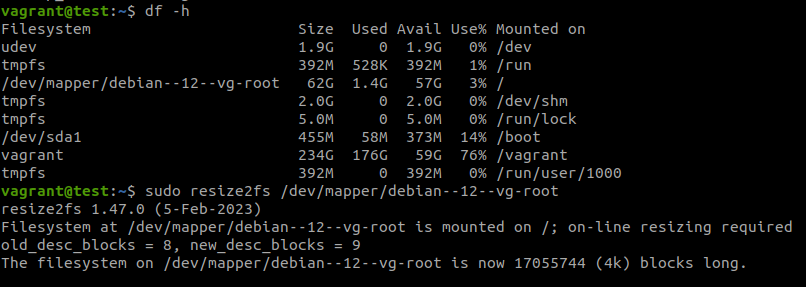 vagrant@test:~$ df -h
Filesystem                       Size  Used Avail Use% Mounted on
udev                             1.9G     0  1.9G   0% /dev
tmpfs                            392M  528K  392M   1% /run
/dev/mapper/debian--12--vg-root   62G  1.4G   57G   3% /
tmpfs                            2.0G     0  2.0G   0% /dev/shm
tmpfs                            5.0M     0  5.0M   0% /run/lock
/dev/sda1                        455M   58M  373M  14% /boot
vagrant                          234G  176G   59G  76% /vagrant
tmpfs                            392M     0  392M   0% /run/user/1000
vagrant@test:~$ sudo resize2fs /dev/mapper/debian--12--vg-root
resize2fs 1.47.0 (5-Feb-2023)
Filesystem at /dev/mapper/debian--12--vg-root is mounted on /; on-line resizing required
old_desc_blocks = 8, new_desc_blocks = 9
The filesystem on /dev/mapper/debian--12--vg-root is now 17055744 (4k) blocks long.